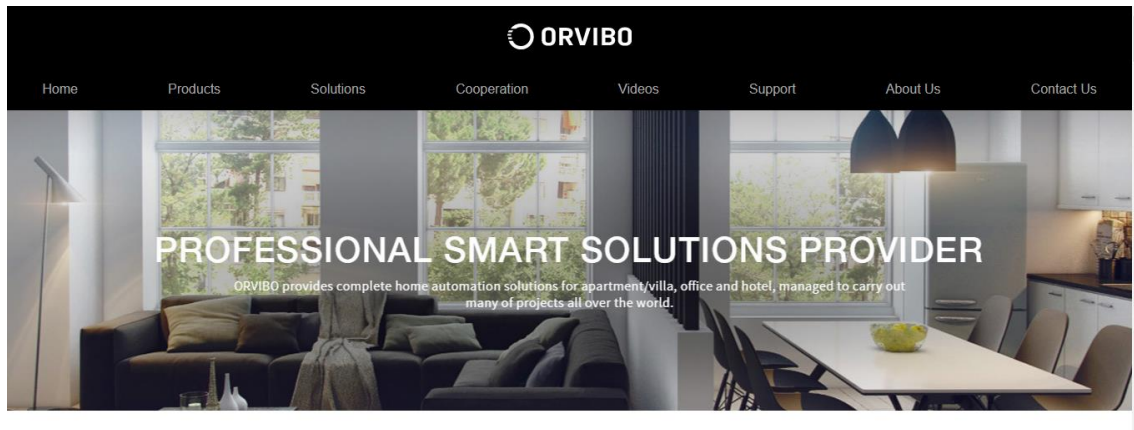 ORVIBO
Home Products Solutions Cooperation Videos Support About Us Contact Us
PROFESSIONAL SMART SOLUTIONS PROVIDER
ORVIBO provides complete home automation solutions for apartment/villa, office and hotel, managed to carry out
many of projects all over the world.